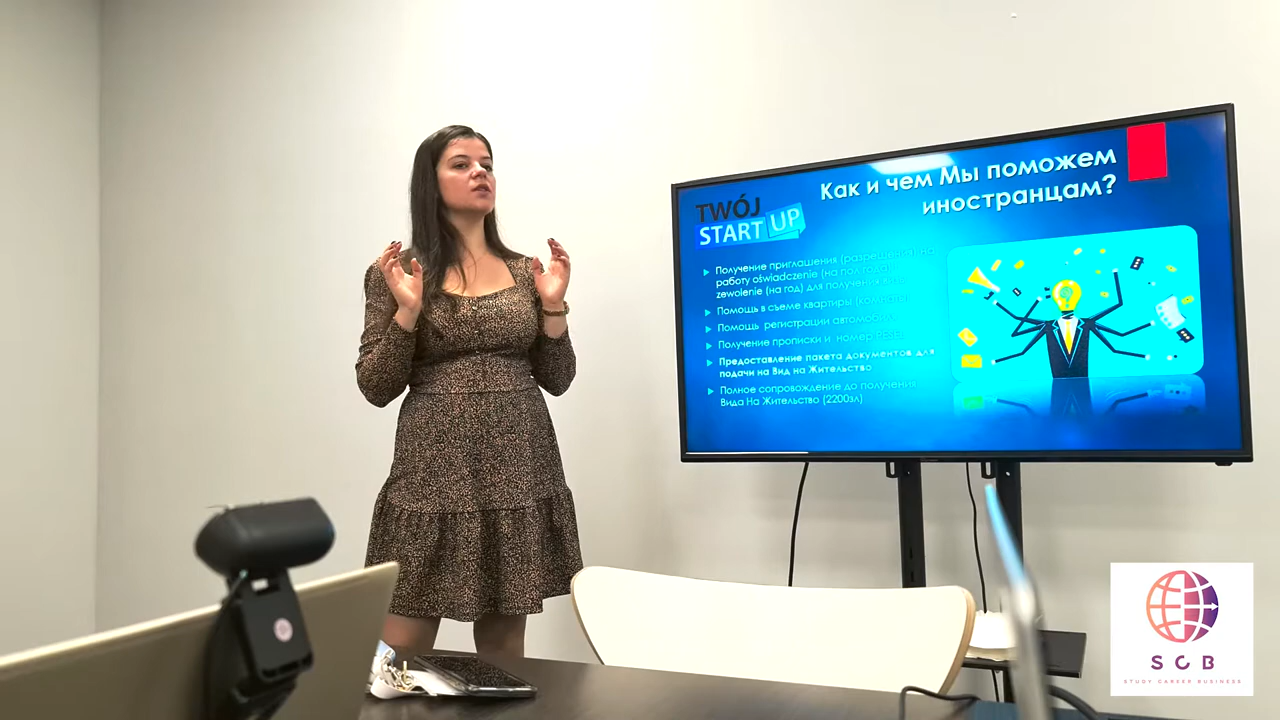 Как и чем Мы поможем
иностранцам?
TWÓJ
START UP
Получение приглашения (разрешения) на
работу oświadczenie (на пол года),
zewolenie (на год) для получения
Помощь в съеме квартиры (комнаты)
Помощь регистрации автомобиля
Получение прописки и номер
Предоставление пакета документов для
подачи на Вид на Жительство
Полное сопровождение до получения
Вида На Жительство (2200зл)
SCB
STUDY CAREER BUSINESS